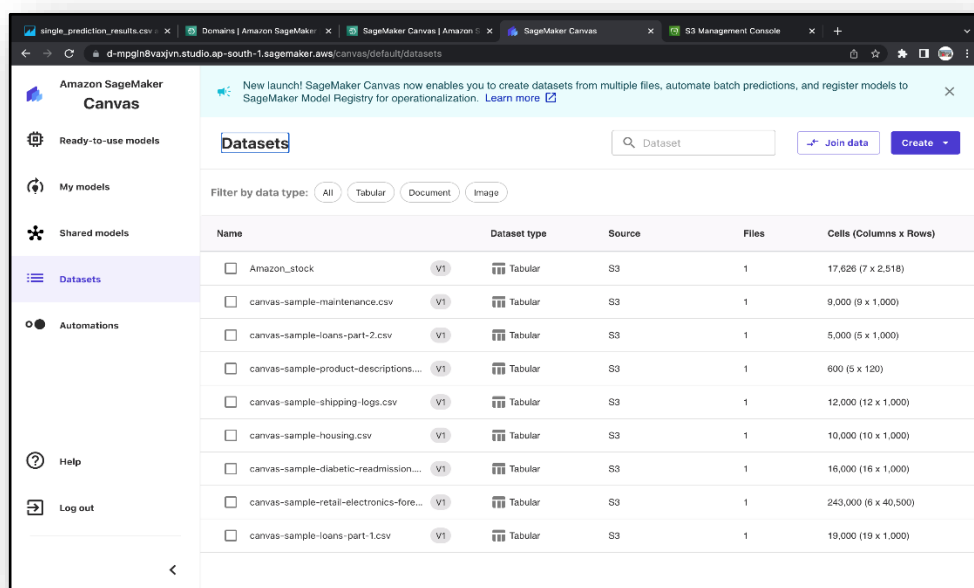 single_prediction_results.csv
Domains | Amazon SageMaker
SageMaker Canvas | Amazon S
SageMaker Canvas
S3 Management Console
d-mpgln8vaxjvn.studio.ap-south-1.sagemaker.aws/canvas/default/datasets
Amazon SageMaker
Canvas
Ready-to-use models
My models
Shared models
Datasets
Automations
Help
Log out
New launch! SageMaker Canvas now enables you to create datasets from multiple files, automate batch predictions, and register models to
SageMaker Model Registry for operationalization. Learn more
Datasets
Dataset
Join data
Create
Filter by data type: All Tabular Document Image
Name Dataset type Source Files Cells (Columns x Rows)
Amazon_stock V1 Tabular S3 1 17,626 (7 x 2,518)
canvas-sample-maintenance.csv V1 Tabular S3 1 9,000 (9 x 1,000)
canvas-sample-loans-part-2.csv V1 Tabular S3 1 5,000 (5 x 1,000)
canvas-sample-product-descriptions.... V1 Tabular S3 1 600 (5 x 120)
canvas-sample-shipping-logs.csv V1 Tabular S3 1 12,000 (12 x 1,000)
canvas-sample-housing.csv V1 Tabular S3 1 10,000 (10 x 1,000)
canvas-sample-diabetic-readmission.... V1 Tabular S3 1 16,000 (16 x 1,000)
canvas-sample-retail-electronics-fore... V1 Tabular S3 1 243,000 (6 x 40,500)
canvas-sample-loans-part-1.csv V1 Tabular S3 1 19,000 (19 x 1,000)